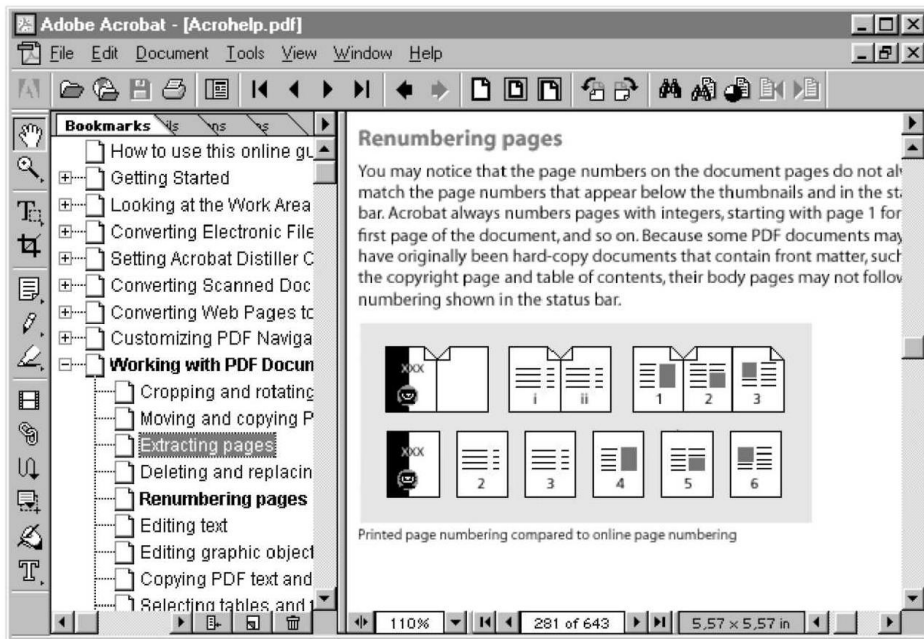 Adobe Acrobat - [Acrohelp.pdf]
File Edit Document Tools View Window Help
Bookmarks
How to use this online gu
Getting Started
Looking at the Work Area
Converting Electronic File
Setting Acrobat Distiller C
Converting Scanned Doc
Converting Web Pages to
Customizing PDF Naviga
Working with PDF Docum
Cropping and rotating
Moving and copying P
Extracting pages
Deleting and replacin
Renumbering pages
Editing text
Editing graphic object
Copying PDF text and
Selecting tables and
Renumbering pages
You may notice that the page numbers on the document pages do not al
match the page numbers that appear below the thumbnails and in the sta
bar. Acrobat always numbers pages with integers, starting with page 1 for
first page of the document, and so on. Because some PDF documents may
have originally been hard-copy documents that contain front matter, such
the copyright page and table of contents, their body pages may not follow
numbering shown in the status bar.
XXX
i ii
1 2 3
XXX
2 3 4 5 6
Printed page numbering compared to online page numbering
110% 281 of 643 5,57 × 5,57 in